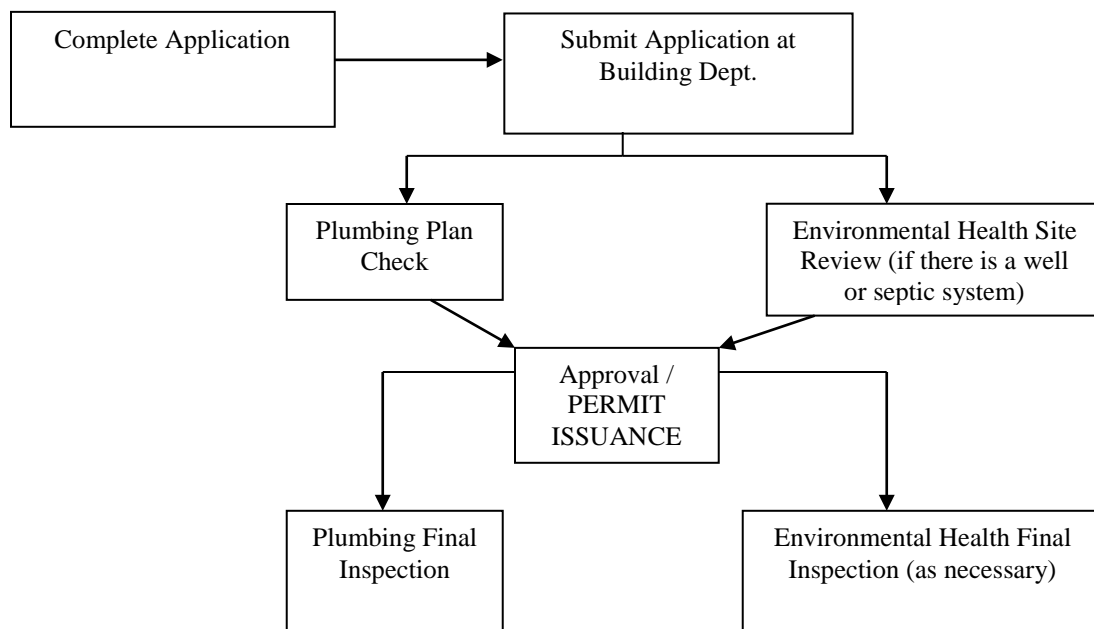 Complete Application
Submit Application at
Building Dept.
Plumbing Plan
Check
Environmental Health Site
Review (if there is a well
or septic system)
Approval /
PERMIT
ISSUANCE
Plumbing Final
Inspection
Environmental Health Final
Inspection (as necessary)